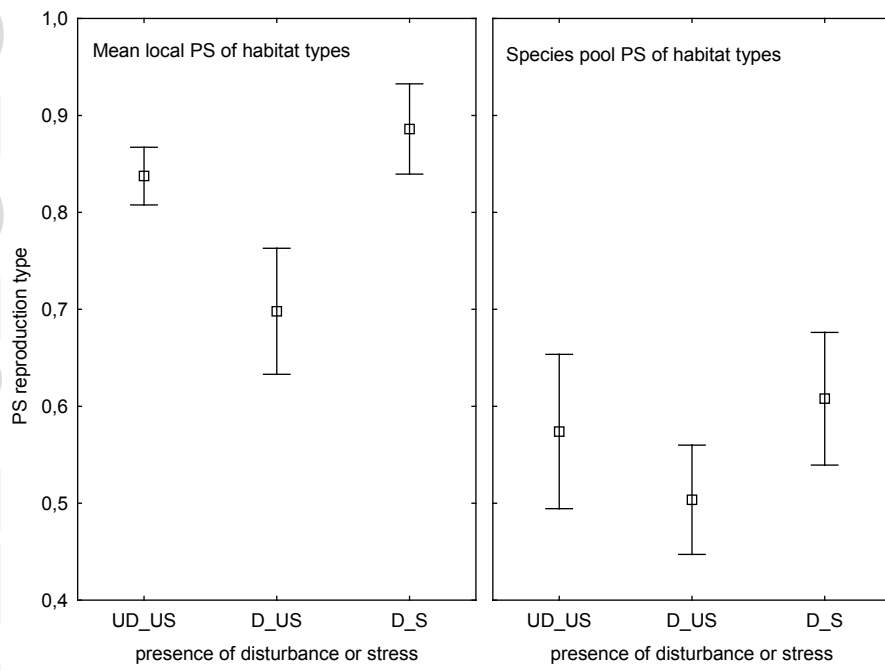 Mean local PS of habitat types
Species pool PS of habitat types
PS reproduction type
1,0
0,9
0,8
0,7
0,6
0,5
0,4
UD_US D_US D_S
UD_US D_US D_S
presence of disturbance or stress
presence of disturbance or stress